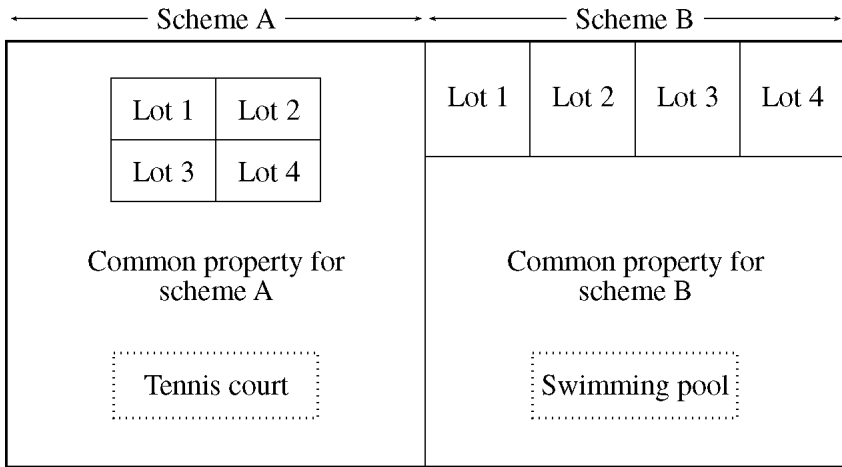 Scheme A
Scheme B
Lot 1
Lot 2
Lot 3
Lot 4
Common property for
scheme A
Tennis court
Lot 1
Lot 2
Lot 3
Lot 4
Common property for
scheme B
Swimming pool